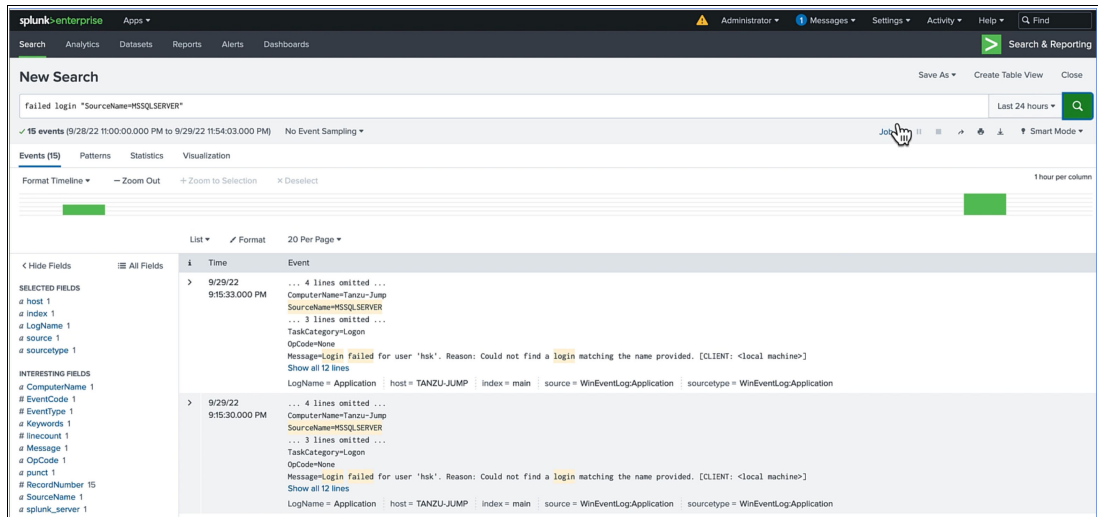 splunk>enterprise Apps ▾ Administrator ▾ 1 Messages ▾ Settings ▾ Activity ▾ Help ▾ Find
Search Analytics Datasets Reports Alerts Dashboards > Search & Reporting
New Search Save As ▾ Create Table View Close
failed login "SourceName=MSSQLSERVER" Last 24 hours ▾
✓ 15 events (9/28/22 11:00:00.000 PM to 9/29/22 11:54:03.000 PM) No Event Sampling ▾ Smart Mode ▾
Events (15) Patterns Statistics Visualization
Format Timeline ▾ — Zoom Out + Zoom to Selection × Deselect 1 hour per column
List ▾ Format 20 Per Page ▾
< Hide Fields All Fields i Time Event
SELECTED FIELDS
a host 1
a index 1
a LogName 1
a source 1
a sourcetype 1
INTERESTING FIELDS
a ComputerName 1
# EventCode 1
# EventType 1
a Keywords 1
# linecount 1
a Message 1
a OpCode 1
a punct 1
# RecordNumber 15
a SourceName 1
a splunk_server 1
> 9/29/22
9:15:33.000 PM
... 4 lines omitted ...
ComputerName=Tanzu-Jump
SourceName=MSSQLSERVER
... 3 lines omitted ...
TaskCategory=Logon
OpCode=None
Message=Login failed for user 'hsk'. Reason: Could not find a login matching the name provided. [CLIENT: <local machine>]
Show all 12 lines
LogName = Application host = TANZU-JUMP index = main source = WinEventLog:Application sourcetype = WinEventLog:Application
> 9/29/22
9:15:30.000 PM
... 4 lines omitted ...
ComputerName=Tanzu-Jump
SourceName=MSSQLSERVER
... 3 lines omitted ...
TaskCategory=Logon
OpCode=None
Message=Login failed for user 'hsk'. Reason: Could not find a login matching the name provided. [CLIENT: <local machine>]
Show all 12 lines
LogName = Application host = TANZU-JUMP index = main source = WinEventLog:Application sourcetype = WinEventLog:Application